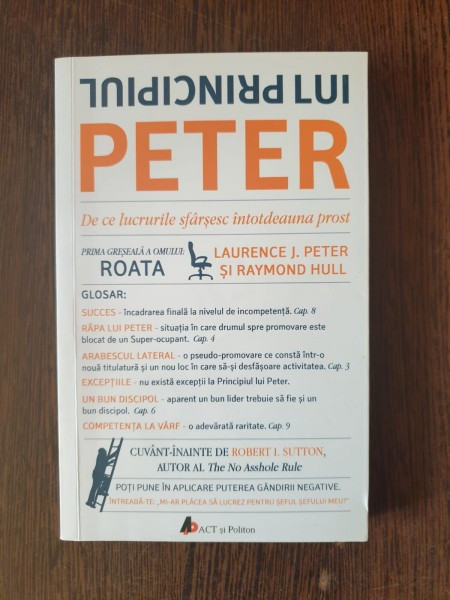 PRINCIPIUL LUI
PETER
De ce lucrurile sfârșesc întotdeauna prost
PRIMA GREȘEALĂ A OMULUI:
ROATA
LAURENCE J. PETER
ȘI RAYMOND HULL
GLOSAR:
SUCCES - încadrarea finală la nivelul de incompetență. Cap. 8
RÂPA LUI PETER - situația în care drumul spre promovare este
blocat de un Super-ocupant. Cap. 4
ARABESCUL LATERAL - o pseudo-promovare ce constă într-o
nouă titulatură și un nou loc în care să-și desfășoare activitatea. Cap. 3
EXCEPȚIILE - nu există excepții la Principiul lui Peter.
UN BUN DISCIPOL - aparent un bun lider trebuie să fie și un
bun discipol. Cap. 6
COMPETENȚA LA VÂRF - o adevărată raritate. Cap. 9
CUVÂNT-ÎNAINTE DE ROBERT I. SUTTON,
AUTOR AL The No Asshole Rule
POȚI PUNE ÎN APLICARE PUTEREA GÂNDIRII NEGATIVE.
ÎNTREABĂ-TE: „MI-AR PLĂCEA SĂ LUCREZ PENTRU ȘEFUL ȘEFULUI MEU?"
ACT și Politon